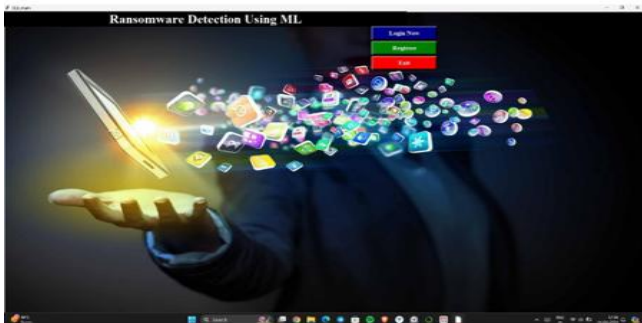 Ransomware Detection Using ML
Login Now
Register
Exit
Search